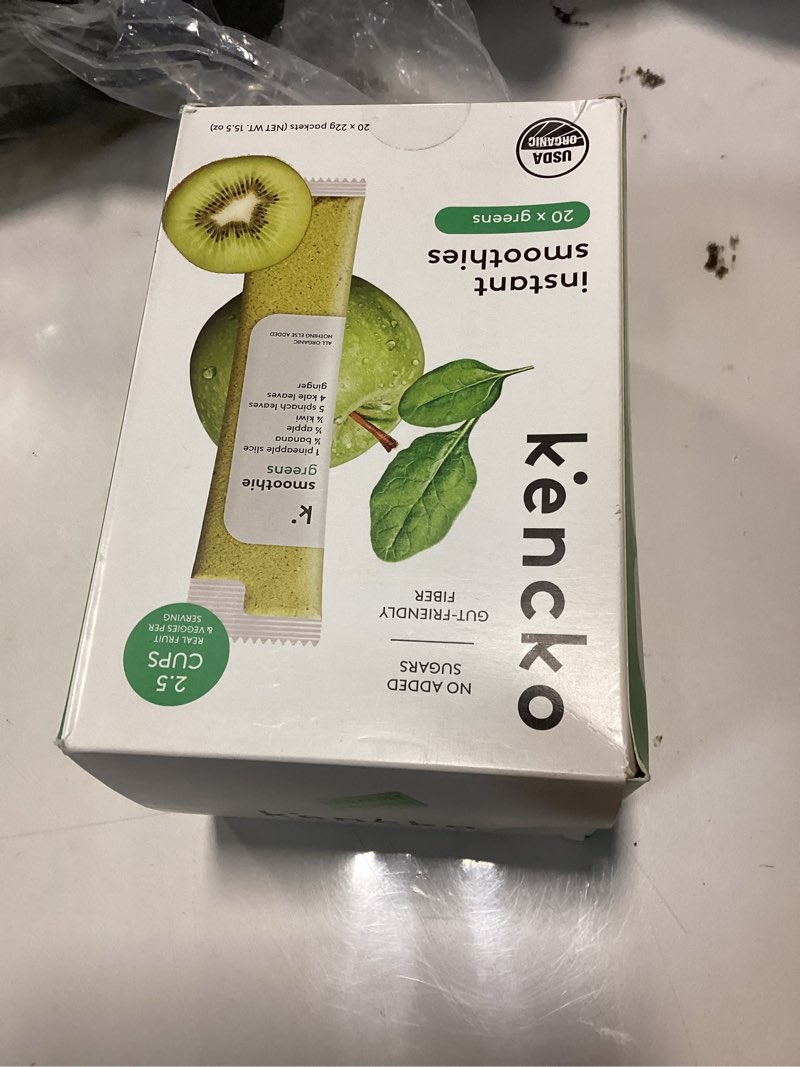 kencko
NO ADDED
SUGARS
GUT-FRIENDLY
FIBER
2.5
CUPS
REAL FRUIT
& VEGGIES PER
SERVING
k.
smoothie
greens
1 pineapple slice
¼ banana
½ apple
¼ kiwi
5 spinach leaves
4 kale leaves
ginger
ALL ORGANIC
NOTHING ELSE ADDED
instant
smoothies
20 x greens
USDA
ORGANIC
20 x 22g packets (NET WT. 15.5 oz)
kencko